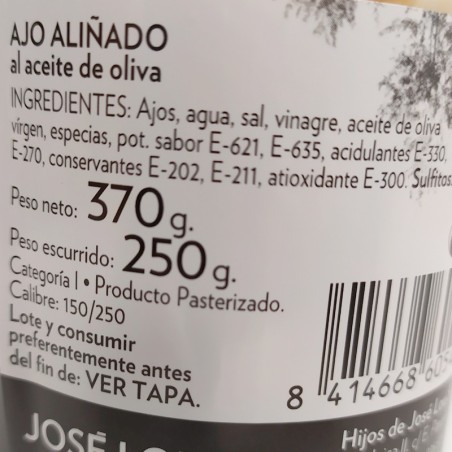 AJO ALIÑADO
al aceite de oliva
INGREDIENTES: Ajos, agua, sal, vinagre, aceite de oliva
virgen, especias, pot. sabor E-621, E-635, acidulantes E-330,
E-270, conservantes E-202, E-211, atioxidante E-300. Sulfitos.
Peso neto: 370 g.
Peso escurrido: 250 g.
Categoría I • Producto Pasterizado.
Calibre: 150/250
Lote y consumir
preferentemente antes
del fin de: VER TAPA.
8 414668 605
JOSÉ
Hijos de José